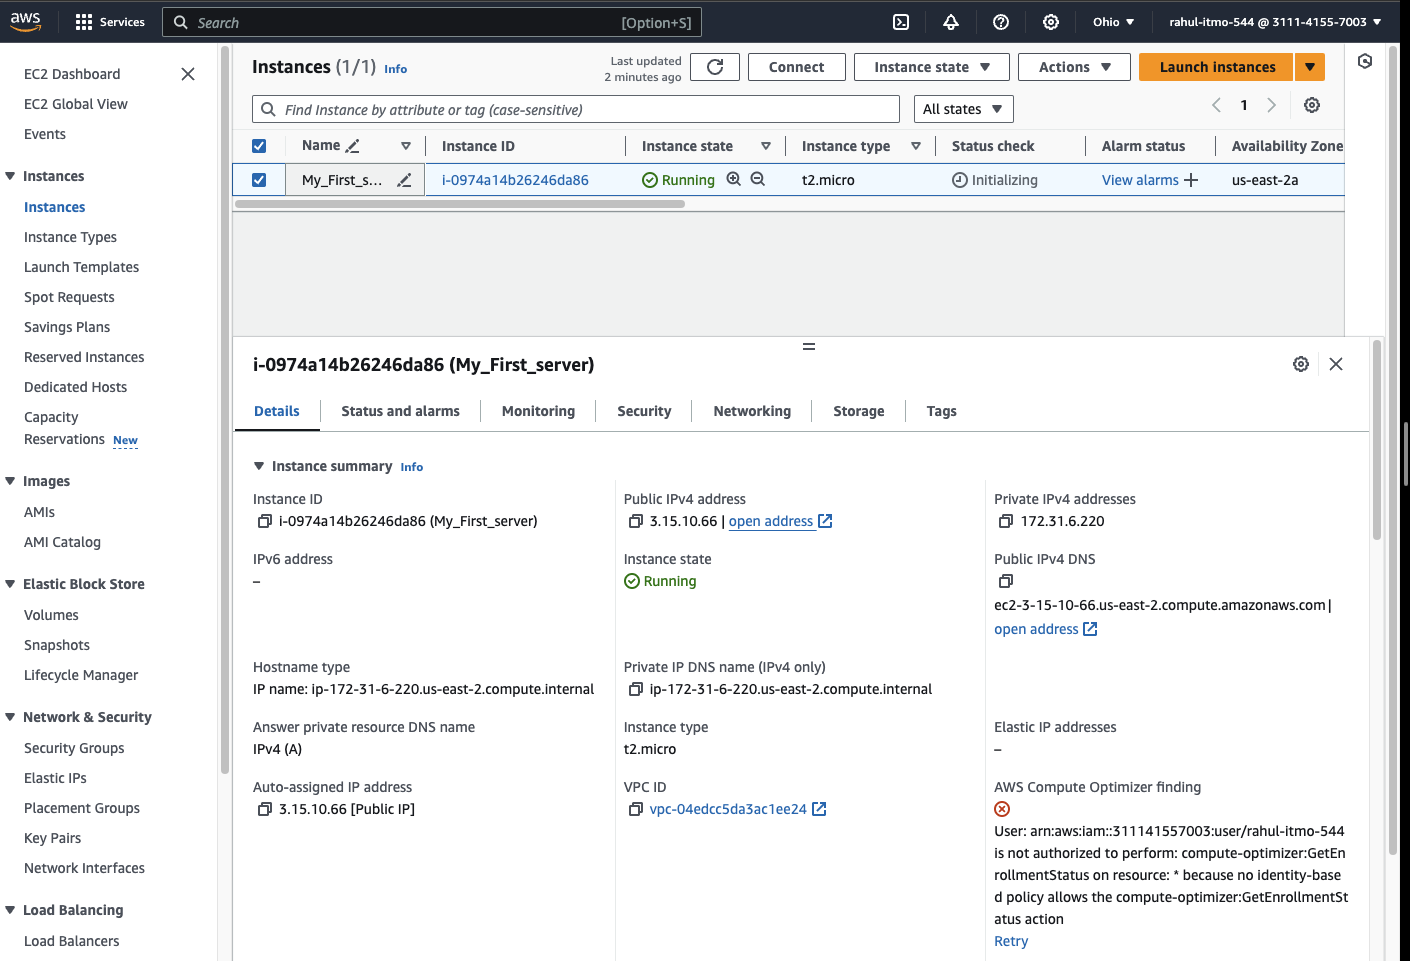 aws
Services
Search
[Option+S]
Ohio
rahul-itmo-544 @ 3111-4155-7003
EC2 Dashboard
EC2 Global View
Events
Instances
Instances
Instance Types
Launch Templates
Spot Requests
Savings Plans
Reserved Instances
Dedicated Hosts
Capacity
Reservations New
Images
AMIs
AMI Catalog
Elastic Block Store
Volumes
Snapshots
Lifecycle Manager
Network & Security
Security Groups
Elastic IPs
Placement Groups
Key Pairs
Network Interfaces
Load Balancing
Load Balancers
Instances (1/1) Info
Last updated
2 minutes ago
Connect
Instance state
Actions
Launch instances
Find Instance by attribute or tag (case-sensitive)
All states
1
Name
Instance ID
Instance state
Instance type
Status check
Alarm status
Availability Zone
My_First_s...
i-0974a14b26246da86
Running
t2.micro
Initializing
View alarms
us-east-2a
i-0974a14b26246da86 (My_First_server)
Details
Status and alarms
Monitoring
Security
Networking
Storage
Tags
Instance summary Info
Instance ID
i-0974a14b26246da86 (My_First_server)
Public IPv4 address
3.15.10.66 | open address
Private IPv4 addresses
172.31.6.220
IPv6 address
–
Instance state
Running
Public IPv4 DNS
ec2-3-15-10-66.us-east-2.compute.amazonaws.com |
open address
Hostname type
IP name: ip-172-31-6-220.us-east-2.compute.internal
Private IP DNS name (IPv4 only)
ip-172-31-6-220.us-east-2.compute.internal
Answer private resource DNS name
IPv4 (A)
Instance type
t2.micro
Elastic IP addresses
–
Auto-assigned IP address
3.15.10.66 [Public IP]
VPC ID
vpc-04edcc5da3ac1ee24
AWS Compute Optimizer finding
User: arn:aws:iam::311141557003:user/rahul-itmo-544
is not authorized to perform: compute-optimizer:GetEn
rollmentStatus on resource: * because no identity-base
d policy allows the compute-optimizer:GetEnrollmentSt
atus action
Retry